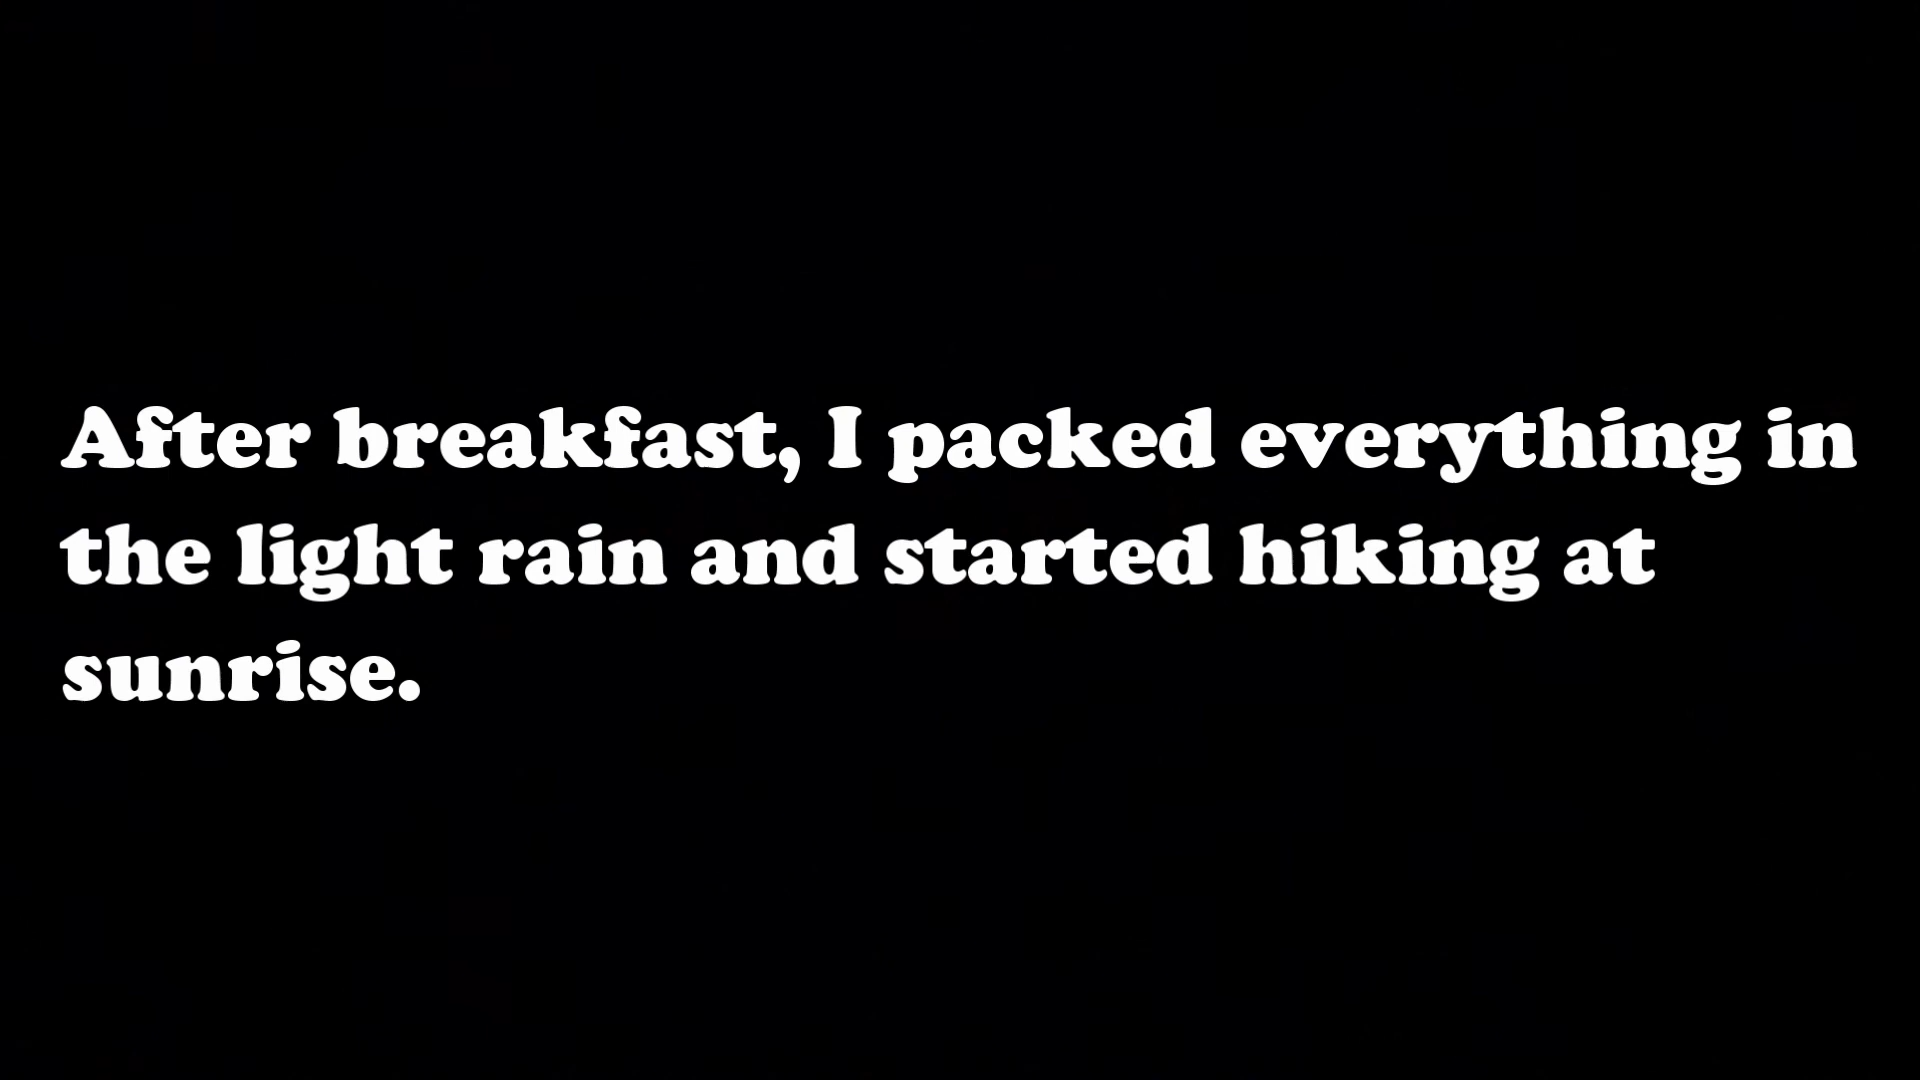 After breakfast, I packed everything in
the light rain and started hiking at
sunrise.